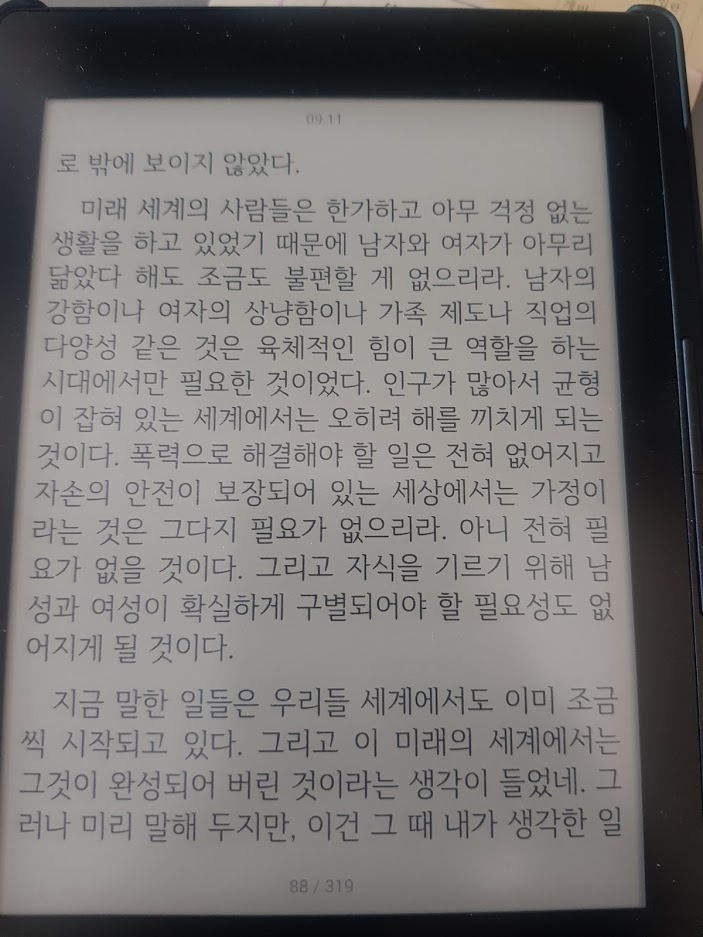 09:11
로 밖에 보이지 않았다.
미래 세계의 사람들은 한가하고 아무 걱정 없는
생활을 하고 있었기 때문에 남자와 여자가 아무리
닮았다 해도 조금도 불편할 게 없으리라. 남자의
강함이나 여자의 상냥함이나 가족 제도나 직업의
다양성 같은 것은 육체적인 힘이 큰 역할을 하는
시대에서만 필요한 것이었다. 인구가 많아서 균형
이 잡혀 있는 세계에서는 오히려 해를 끼치게 되는
것이다. 폭력으로 해결해야 할 일은 전혀 없어지고
자손의 안전이 보장되어 있는 세상에서는 가정이
라는 것은 그다지 필요가 없으리라. 아니 전혀 필
요가 없을 것이다. 그리고 자식을 기르기 위해 남
성과 여성이 확실하게 구별되어야 할 필요성도 없
어지게 될 것이다.
지금 말한 일들은 우리들 세계에서도 이미 조금
씩 시작되고 있다. 그리고 이 미래의 세계에서는
그것이 완성되어 버린 것이라는 생각이 들었네. 그
러나 미리 말해 두지만, 이건 그 때 내가 생각한 일
88 / 319